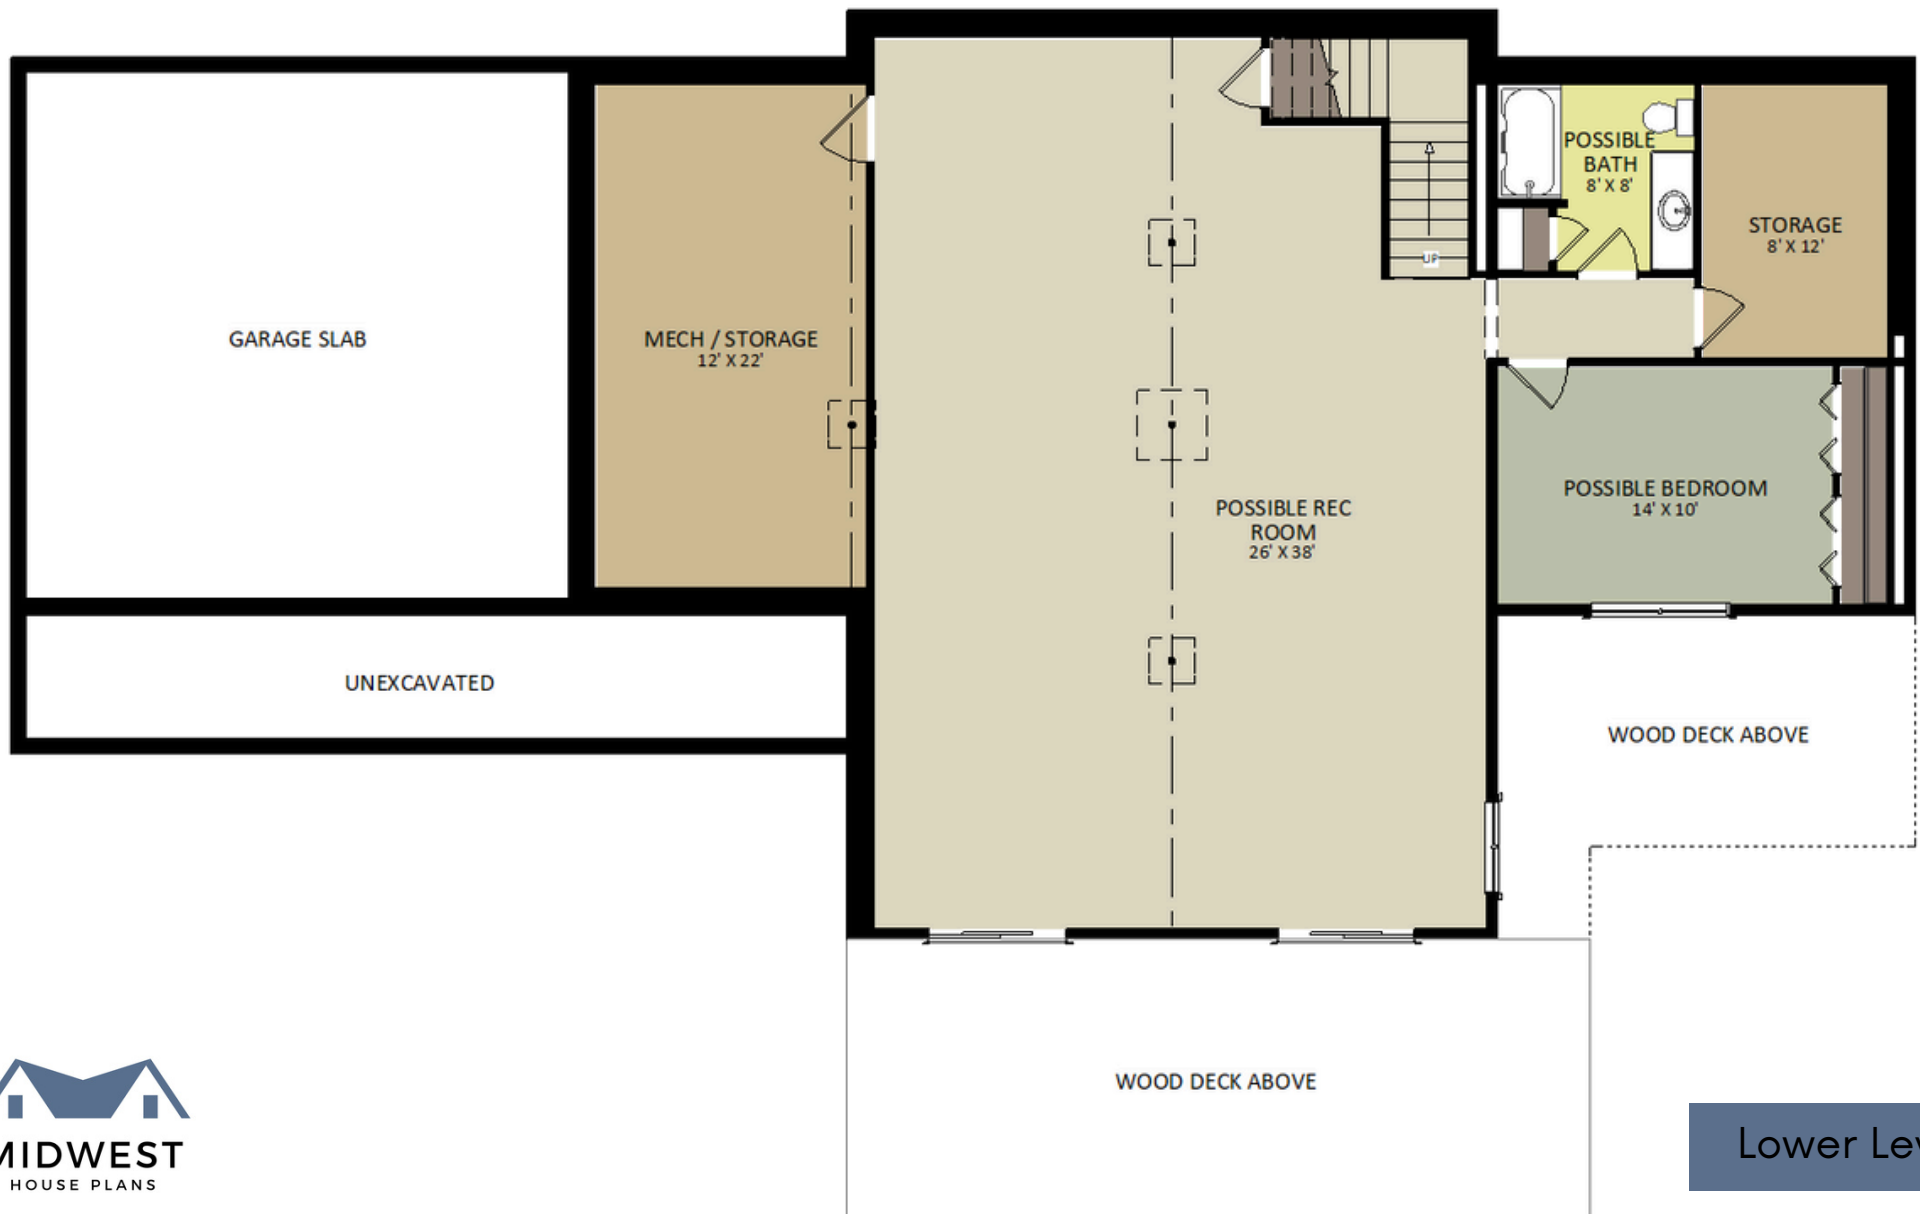 POSSIBLE
BATH
8' X 8'
STORAGE
8' X 12'
UP
GARAGE SLAB
MECH / STORAGE
12' X 22'
POSSIBLE BEDROOM
14' X 10'
POSSIBLE REC
ROOM
26' X 38'
UNEXCAVATED
WOOD DECK ABOVE
WOOD DECK ABOVE
MIDWEST
HOUSE PLANS
Lower